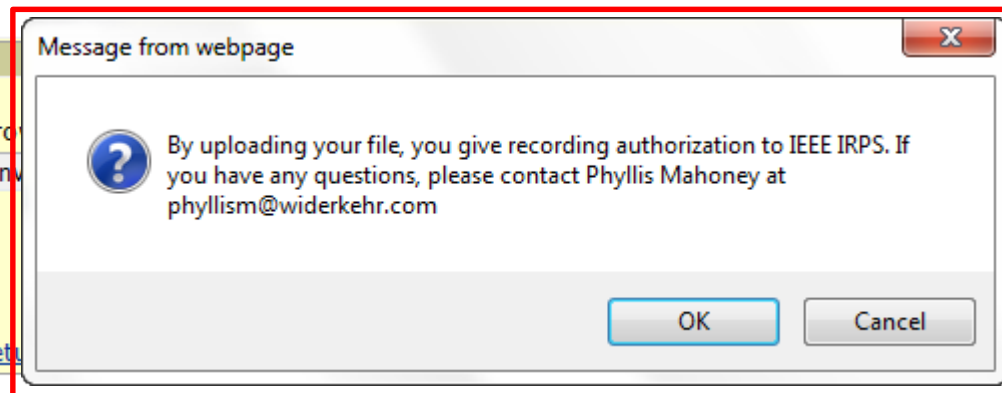 Message from webpage
By uploading your file, you give recording authorization to IEEE IRPS. If
you have any questions, please contact Phyllis Mahoney at
phyllism@widerkehr.com
OK
Cancel